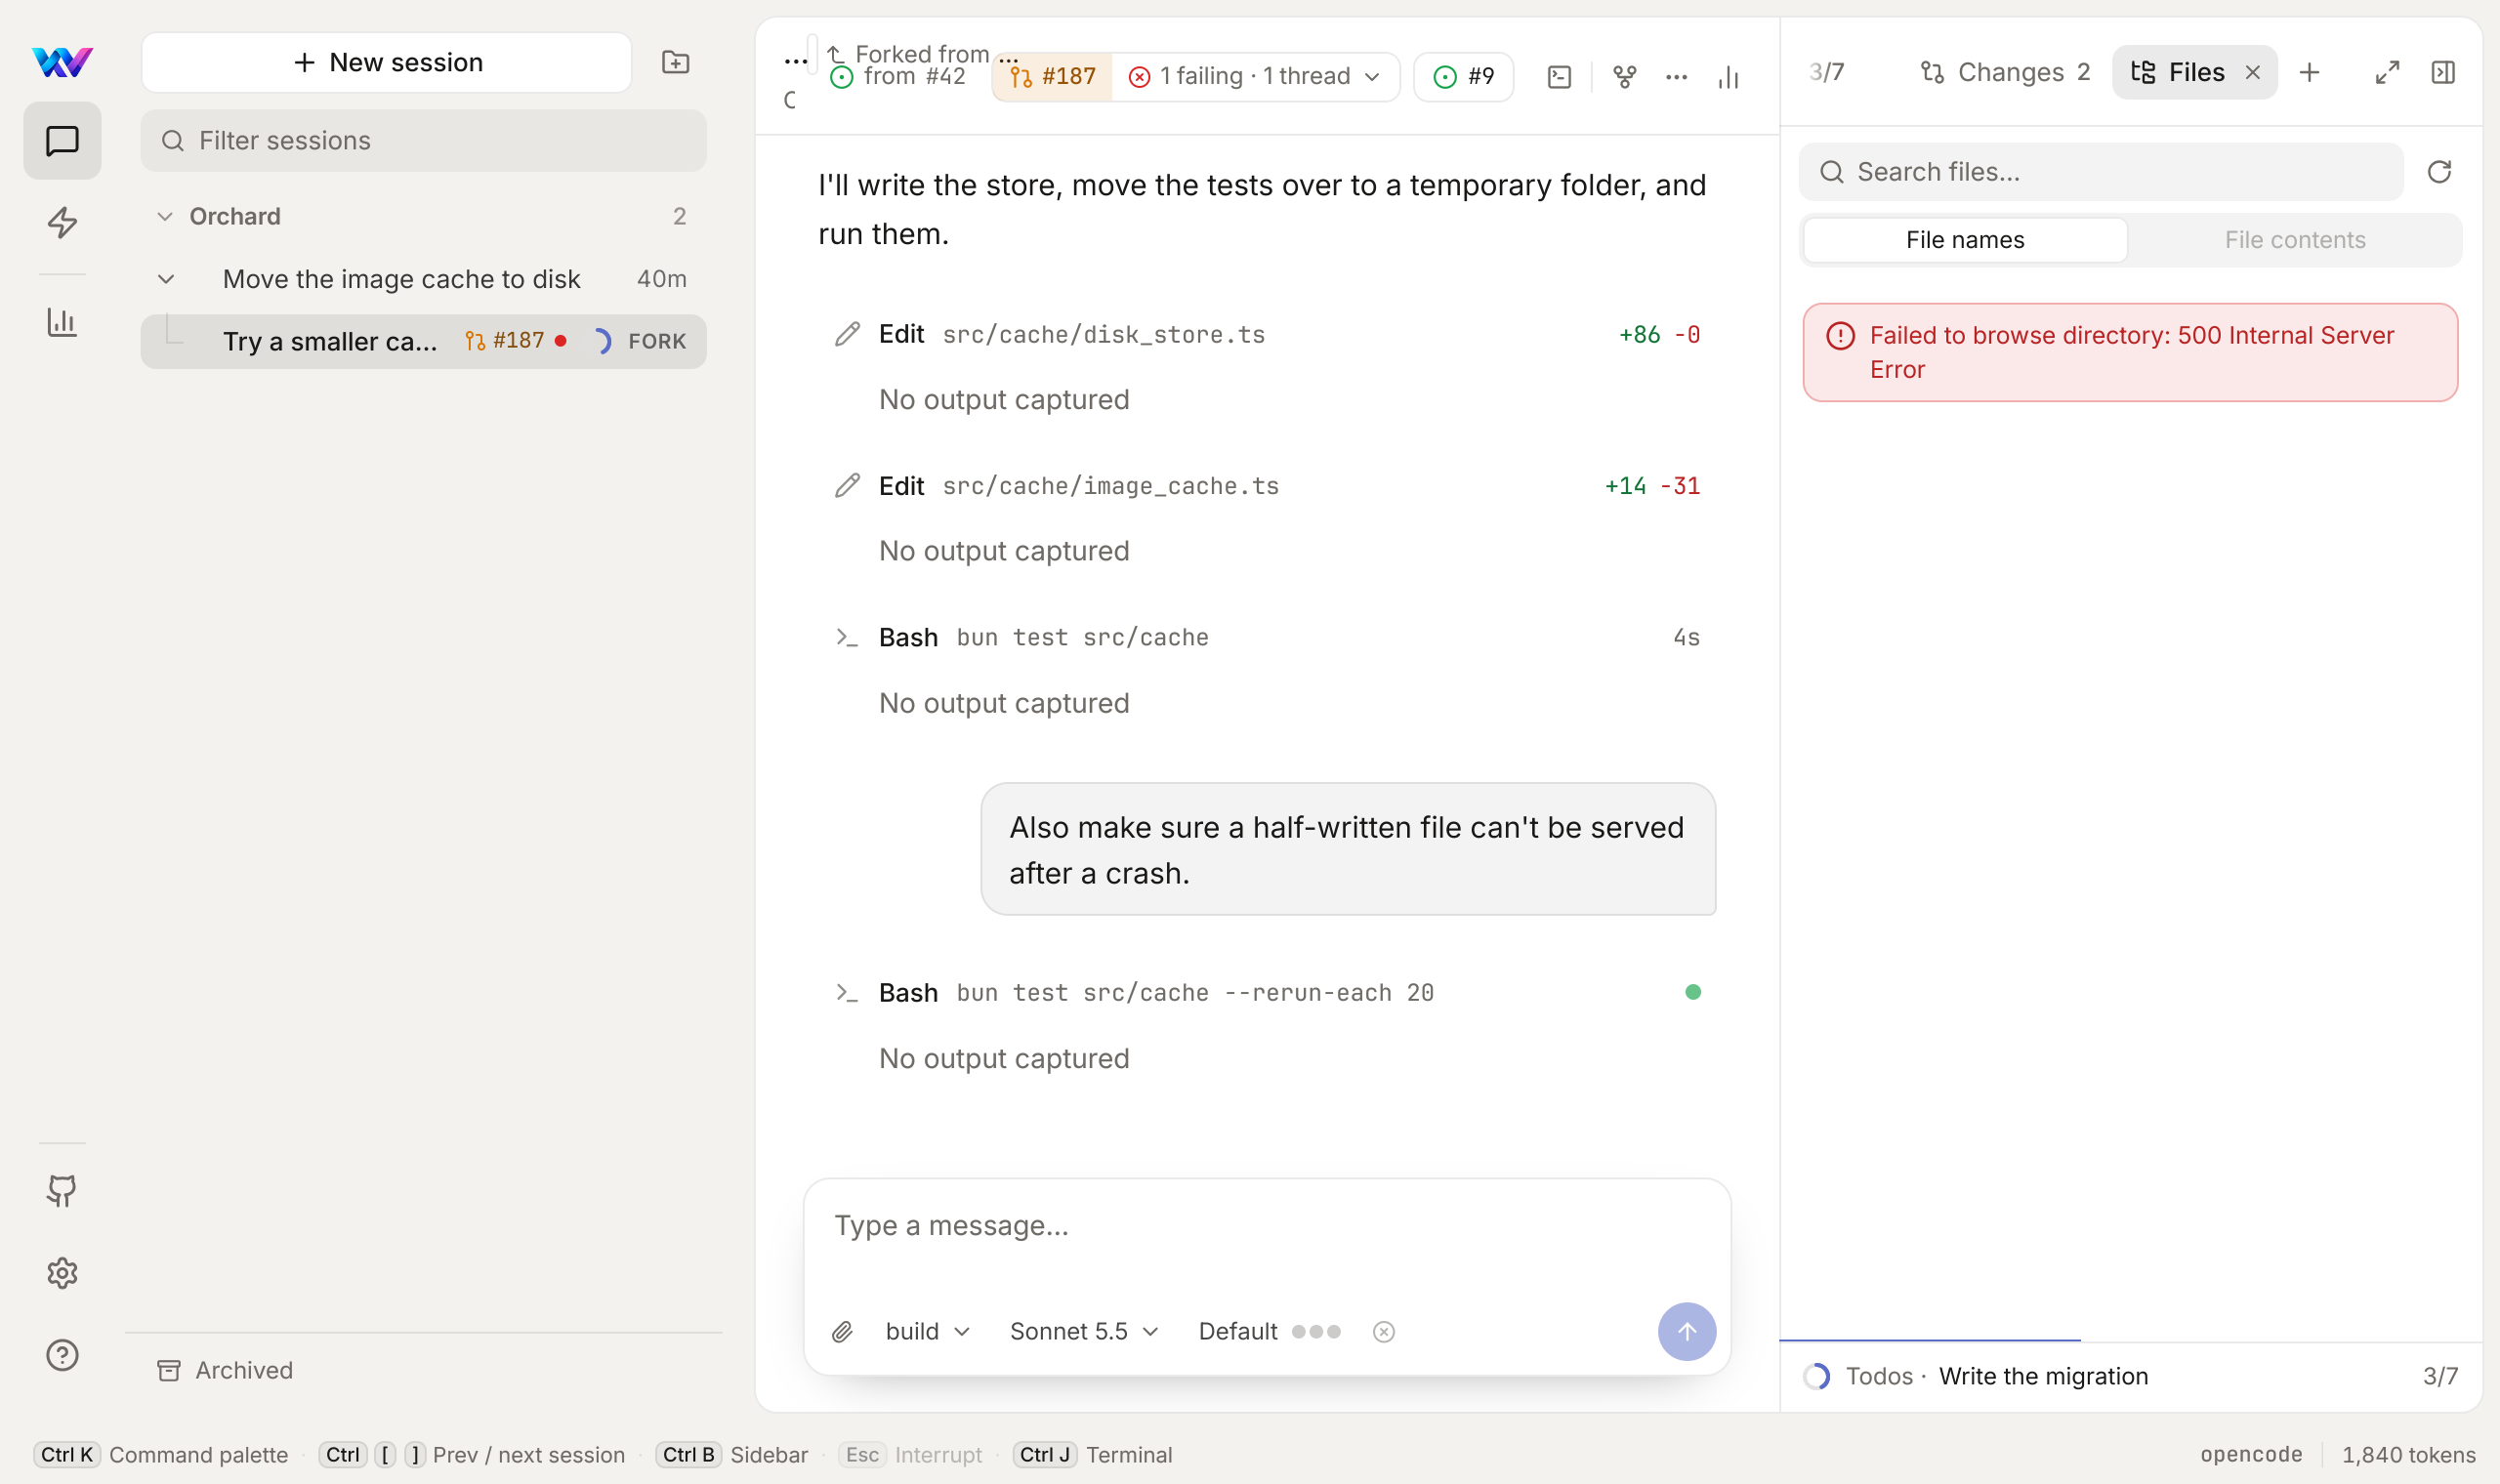 New session
Filter sessions
Orchard 2
Move the image cache to disk 40m
Try a smaller ca... #187 FORK
Archived
... Forked from ...
from #42 #187 1 failing · 1 thread #9
I'll write the store, move the tests over to a temporary folder, and
run them.
Edit src/cache/disk_store.ts +86 -0
No output captured
Edit src/cache/image_cache.ts +14 -31
No output captured
Bash bun test src/cache 4s
No output captured
Also make sure a half-written file can't be served
after a crash.
Bash bun test src/cache --rerun-each 20
No output captured
Type a message...
build Sonnet 5.5 Default
3/7 Changes 2 Files
Search files...
File names File contents
Failed to browse directory: 500 Internal Server
Error
Todos · Write the migration 3/7
Ctrl K Command palette · Ctrl [ ] Prev / next session · Ctrl B Sidebar · Esc Interrupt · Ctrl J Terminal
opencode 1,840 tokens